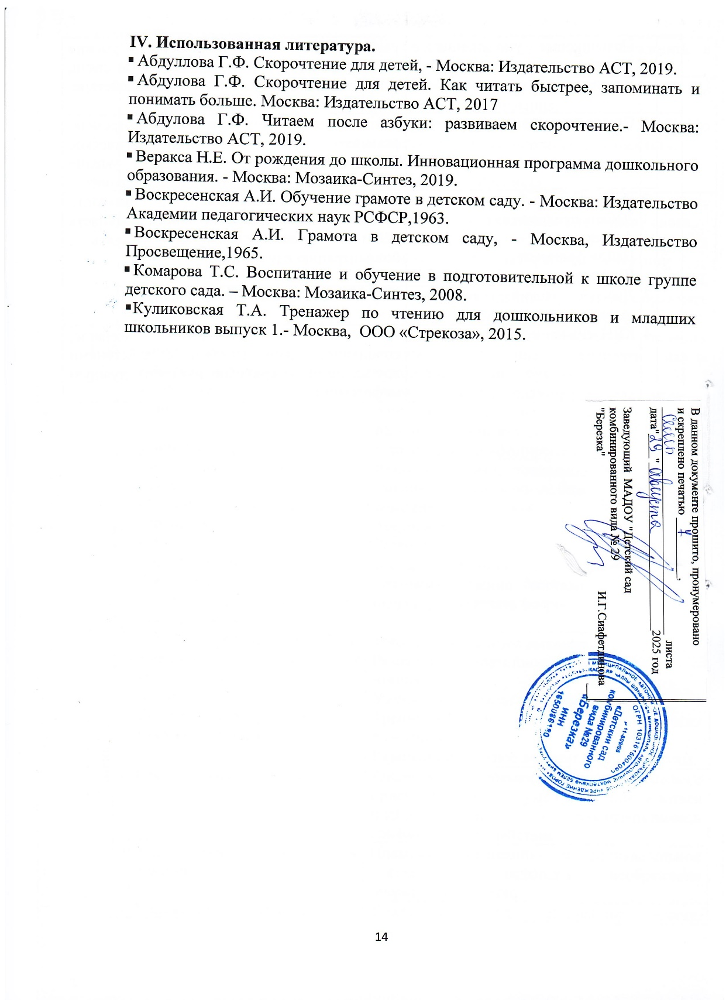 IV. Использованная литература.
▪ Абдуллова Г.Ф. Скорочтение для детей, - Москва: Издательство АСТ, 2019.
▪ Абдулова Г.Ф. Скорочтение для детей. Как читать быстрее, запоминать и
понимать больше. Москва: Издательство АСТ, 2017
▪ Абдулова Г.Ф. Читаем после азбуки: развиваем скорочтение.- Москва:
Издательство АСТ, 2019.
▪ Веракса Н.Е. От рождения до школы. Инновационная программа дошкольного
образования. - Москва: Мозаика-Синтез, 2019.
▪ Воскресенская А.И. Обучение грамоте в детском саду. - Москва: Издательство
Академии педагогических наук РСФСР,1963.
▪ Воскресенская А.И. Грамота в детском саду, - Москва, Издательство
Просвещение,1965.
▪ Комарова Т.С. Воспитание и обучение в подготовительной к школе группе
детского сада. – Москва: Мозаика-Синтез, 2008.
▪Куликовская Т.А. Тренажер по чтению для дошкольников и младших
школьников выпуск 1.- Москва, ООО «Стрекоза», 2015.
В данном документе прошито, пронумеровано
и скреплено печатью 7,
листа
дата" 29 " августа 2025 год
Заведующий МАДОУ "Детский сад
комбинированного вида № 29
"Березка" И.Г.Сиафетдинова
«Детский сад
комбинированного
вида №29
«Березка»
ИНН
1650086180
14